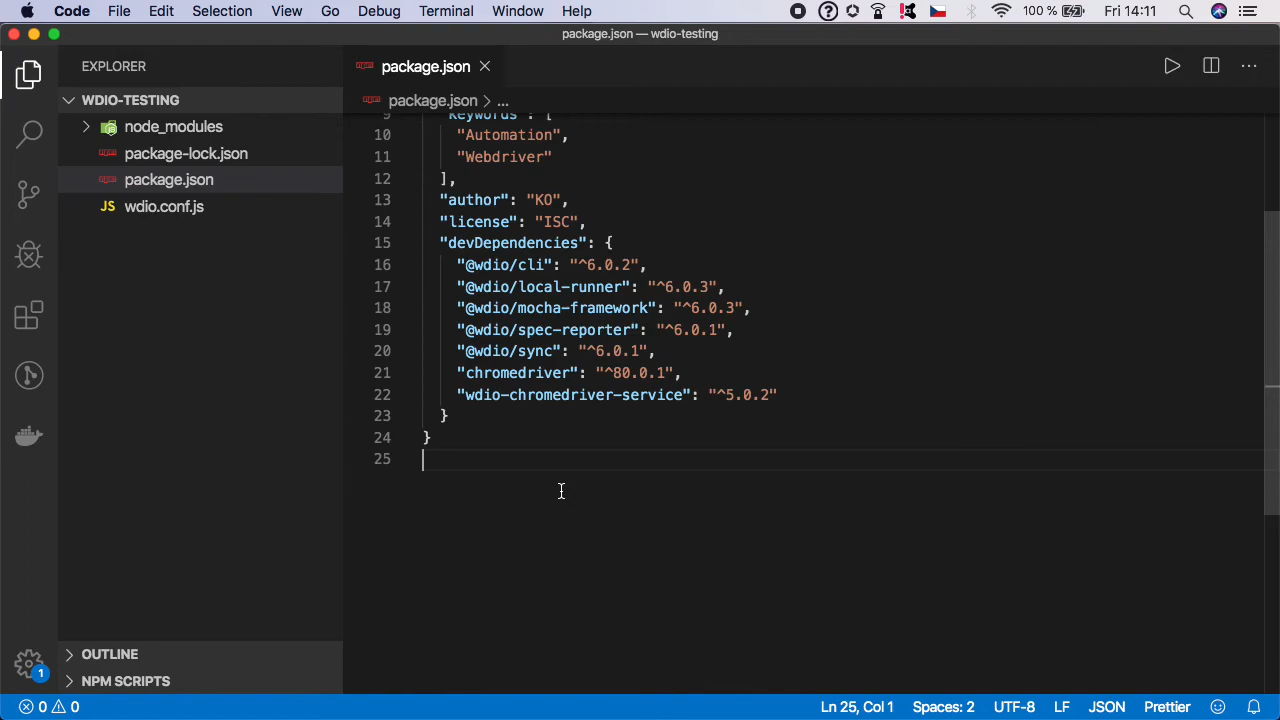 Code File Edit Selection View Go Debug Terminal Window Help 100 % Fri 14:11
package.json — wdio-testing
EXPLORER
package.json
WDIO-TESTING
package.json > ...
node_modules
package-lock.json
package.json
JS wdio.conf.js
9 "keywords": [
10 "Automation",
11 "Webdriver"
12 ],
13 "author": "KO",
14 "license": "ISC",
15 "devDependencies": {
16 "@wdio/cli": "^6.0.2",
17 "@wdio/local-runner": "^6.0.3",
18 "@wdio/mocha-framework": "^6.0.3",
19 "@wdio/spec-reporter": "^6.0.1",
20 "@wdio/sync": "^6.0.1",
21 "chromedriver": "^80.0.1",
22 "wdio-chromedriver-service": "^5.0.2"
23 }
24 }
25
OUTLINE
NPM SCRIPTS
1
0 0 Ln 25, Col 1 Spaces: 2 UTF-8 LF JSON Prettier